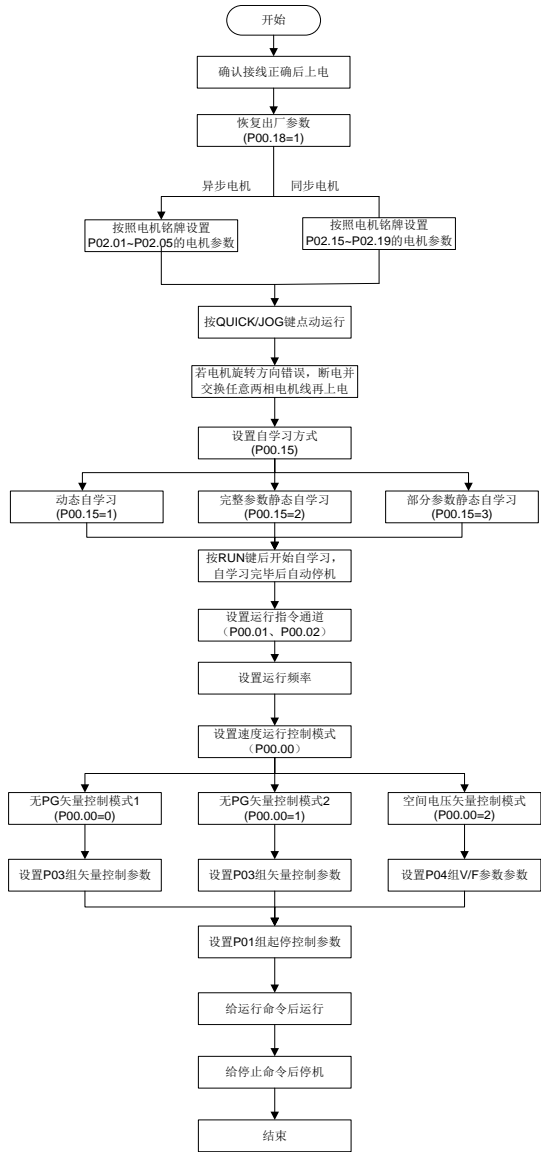 开始
确认接线正确后上电
恢复出厂参数
(P00.18=1)
异步电机
同步电机
按照电机铭牌设置
P02.01~P02.05的电机参数
按照电机铭牌设置
P02.15~P02.19的电机参数
按QUICK/JOG键点动运行
若电机旋转方向错误，断电并
交换任意两相电机线再上电
设置自学习方式
(P00.15)
动态自学习
(P00.15=1)
完整参数静态自学习
(P00.15=2)
部分参数静态自学习
(P00.15=3)
按RUN键后开始自学习，
自学习完毕后自动停机
设置运行指令通道
（P00.01、P00.02）
设置运行频率
设置速度运行控制模式
（P00.00）
无PG矢量控制模式1
(P00.00=0)
无PG矢量控制模式2
(P00.00=1)
空间电压矢量控制模式
(P00.00=2)
设置P03组矢量控制参数
设置P03组矢量控制参数
设置P04组V/F参数参数
设置P01组起停控制参数
给运行命令后运行
给停止命令后停机
结束